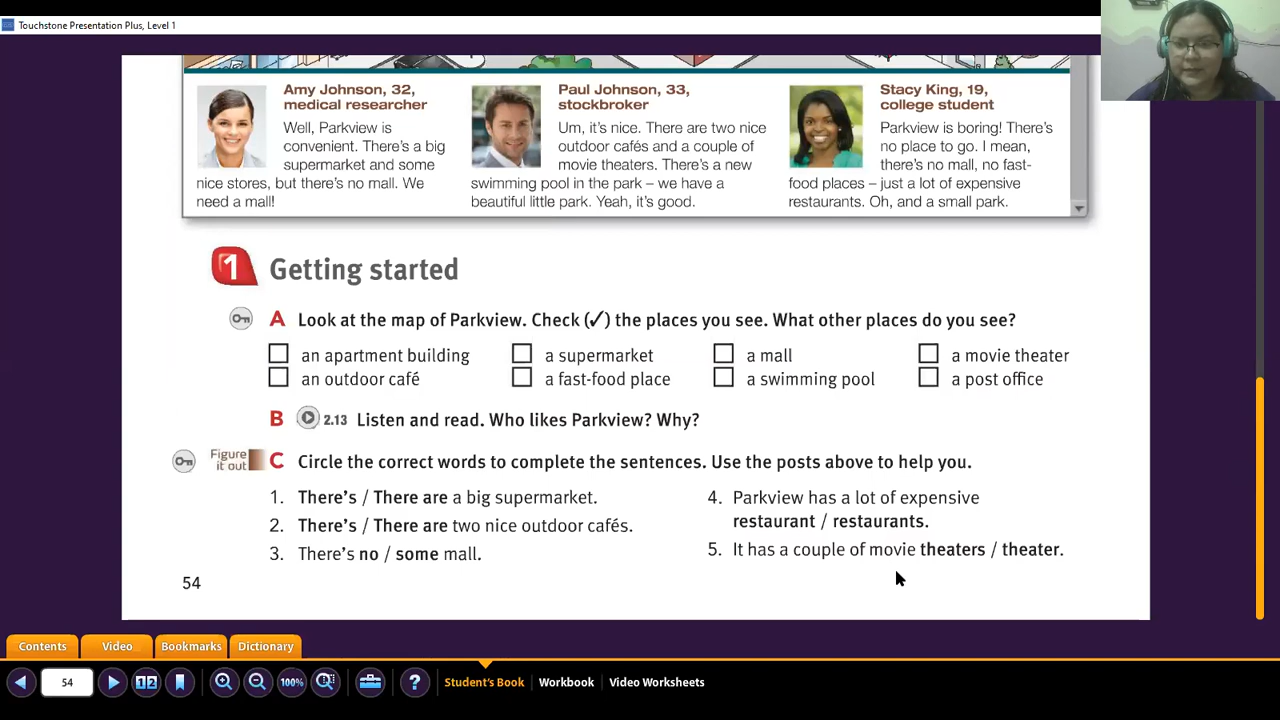 Touchstone Presentation Plus, Level 1
Amy Johnson, 32,
medical researcher
Well, Parkview is
convenient. There's a big
supermarket and some
nice stores, but there's no mall. We
need a mall!
Paul Johnson, 33,
stockbroker
Um, it's nice. There are two nice
outdoor cafés and a couple of
movie theaters. There's a new
swimming pool in the park – we have a
beautiful little park. Yeah, it's good.
Stacy King, 19,
college student
Parkview is boring! There's
no place to go. I mean,
there's no mall, no fast-
food places – just a lot of expensive
restaurants. Oh, and a small park.
1 Getting started
A Look at the map of Parkview. Check (✓) the places you see. What other places do you see?
an apartment building a supermarket a mall a movie theater
an outdoor café a fast-food place a swimming pool a post office
B 2.13 Listen and read. Who likes Parkview? Why?
Figure
it out
C Circle the correct words to complete the sentences. Use the posts above to help you.
1. There's / There are a big supermarket.
2. There's / There are two nice outdoor cafés.
3. There's no / some mall.
4. Parkview has a lot of expensive
restaurant / restaurants.
5. It has a couple of movie theaters / theater.
54
Contents Video Bookmarks Dictionary
54 1 2 100% ? Student's Book Workbook Video Worksheets